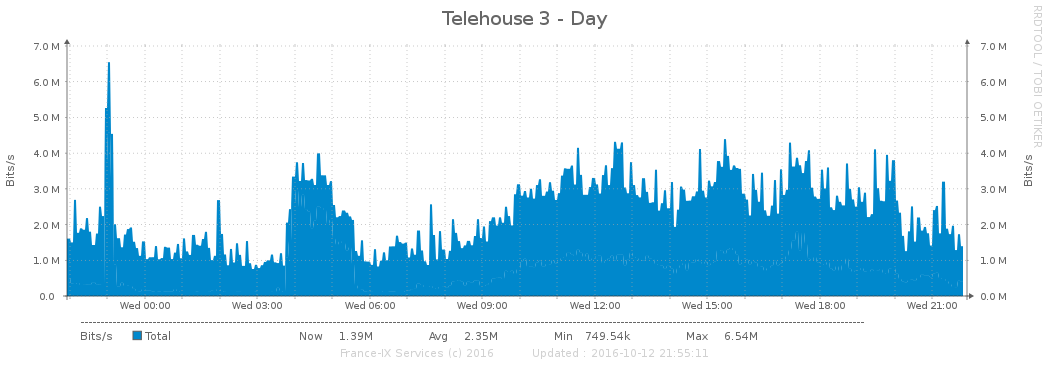 Telehouse 3 - Day
RRDTOOL / TOBI OETIKER
7.0 M 7.0 M
6.0 M 6.0 M
5.0 M 5.0 M
4.0 M 4.0 M
3.0 M 3.0 M
2.0 M 2.0 M
1.0 M 1.0 M
0.0 0.0 M
Bits/s Bits/s
Wed 00:00 Wed 03:00 Wed 06:00 Wed 09:00 Wed 12:00 Wed 15:00 Wed 18:00 Wed 21:00
Bits/s Total Now 1.39M Avg 2.35M Min 749.54k Max 6.54M
France-IX Services (c) 2016 Updated : 2016-10-12 21:55:11